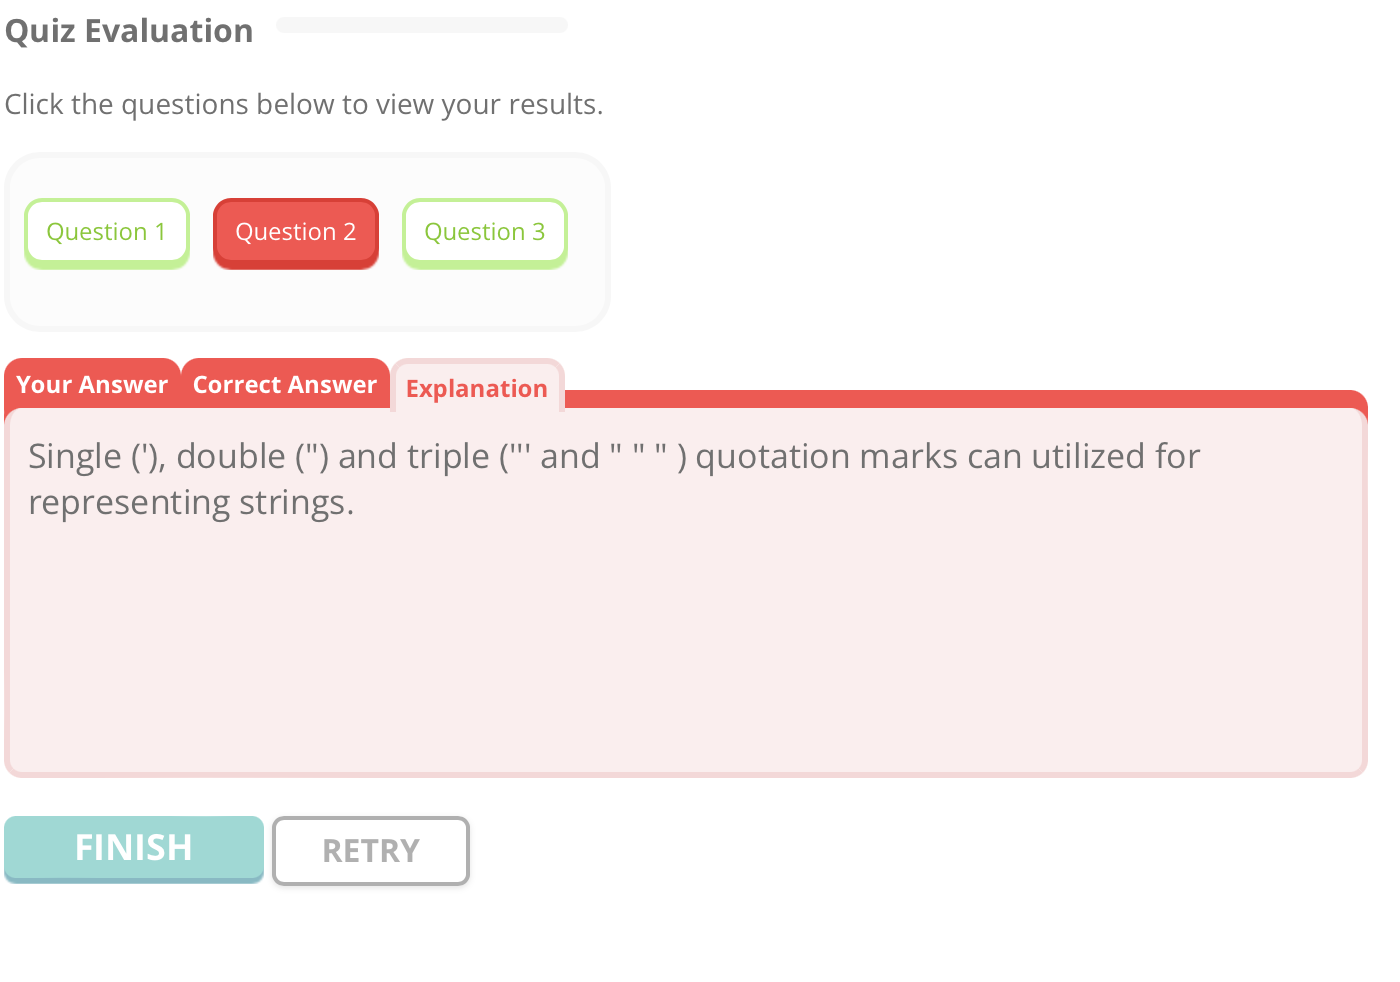 Quiz Evaluation
Click the questions below to view your results.
Question 1
Question 2
Question 3
Your Answer
Correct Answer
Explanation
Single ('), double (") and triple (''' and " " " ) quotation marks can utilized for
representing strings.
FINISH
RETRY